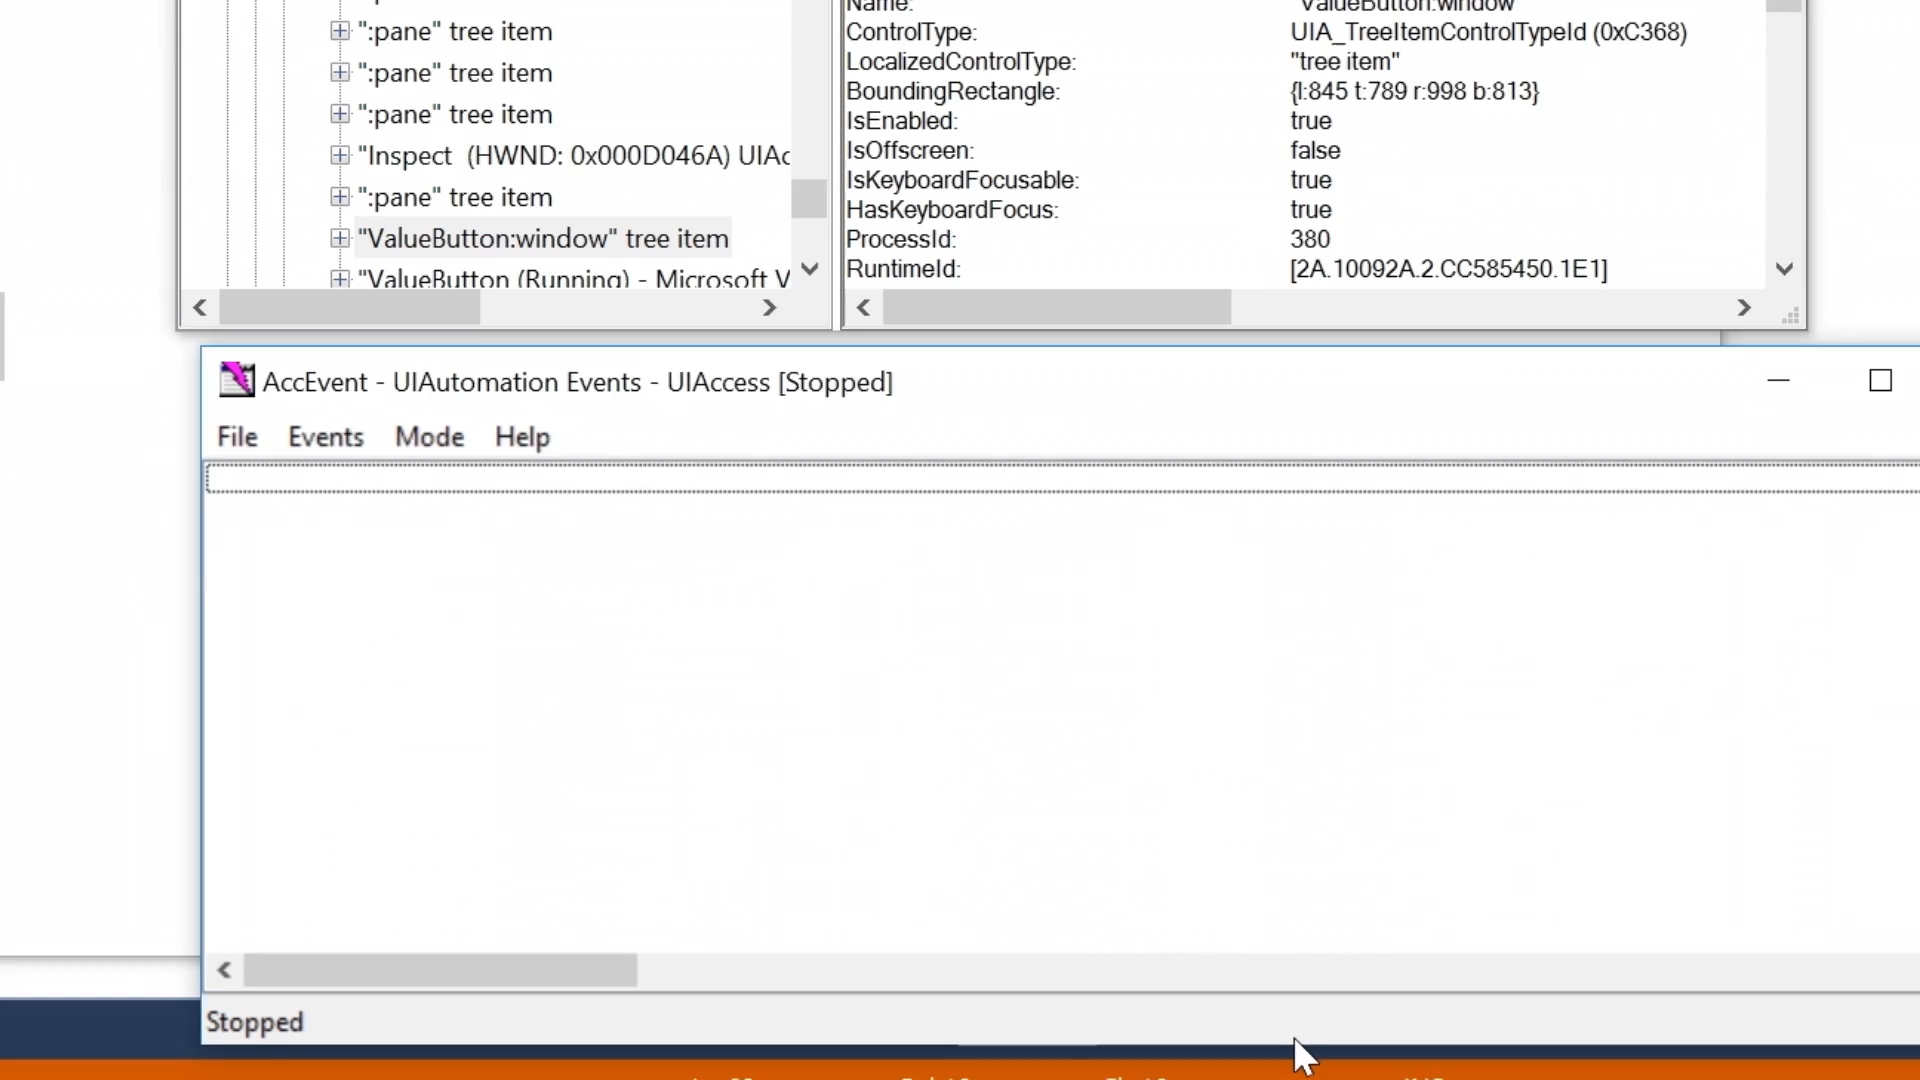 ":pane" tree item
":pane" tree item
":pane" tree item
"Inspect (HWND: 0x000D046A) UIAc
":pane" tree item
"ValueButton:window" tree item
"ValueButton (Running) - Microsoft V
Name: "ValueButton:window"
ControlType: UIA_TreeItemControlTypeId (0xC368)
LocalizedControlType: "tree item"
BoundingRectangle: {l:845 t:789 r:998 b:813}
IsEnabled: true
IsOffscreen: false
IsKeyboardFocusable: true
HasKeyboardFocus: true
ProcessId: 380
RuntimeId: [2A.10092A.2.CC585450.1E1]
AccEvent - UIAutomation Events - UIAccess [Stopped]
File Events Mode Help
Stopped